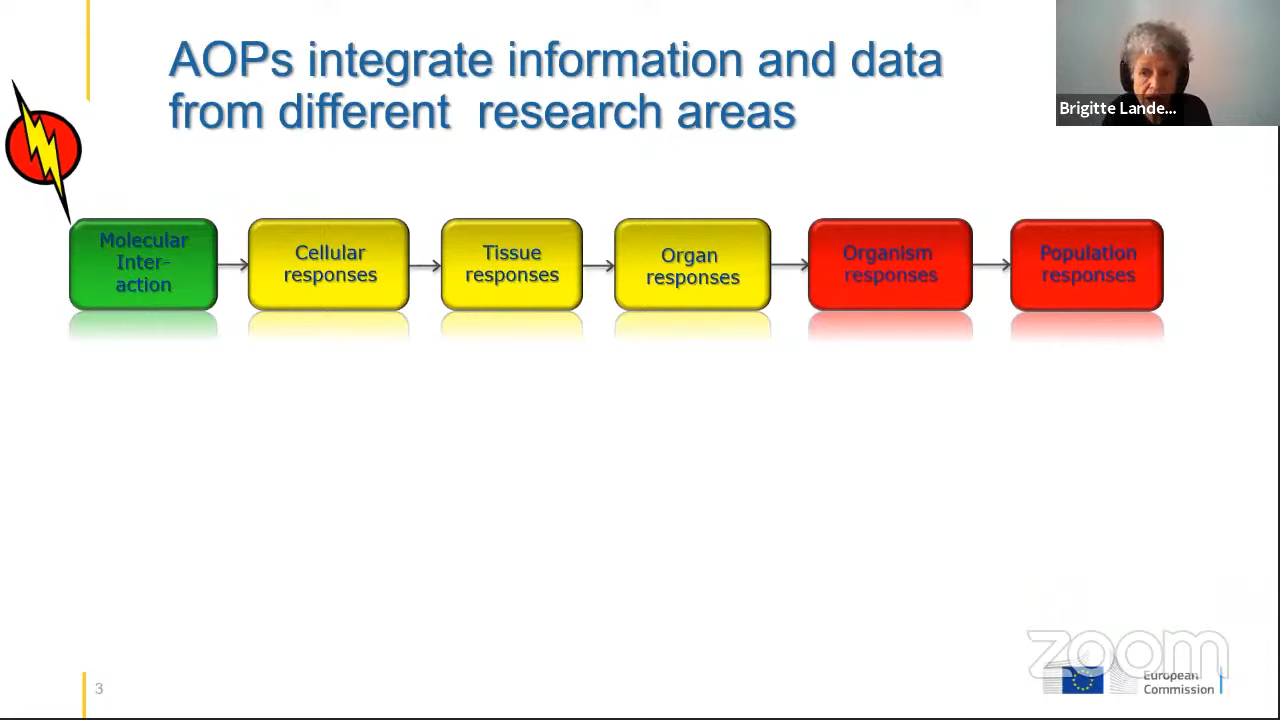 AOPs integrate information and data
from different research areas
Brigitte Lande...
Molecular
Inter-
action
Cellular
responses
Tissue
responses
Organ
responses
Organism
responses
Population
responses
3
zoom
European
Commission